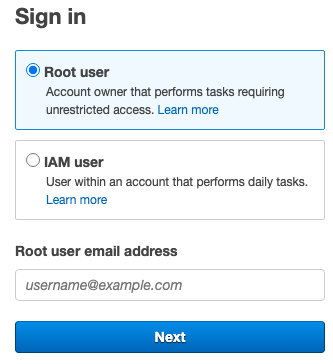 Sign in
Root user
Account owner that performs tasks requiring
unrestricted access. Learn more
IAM user
User within an account that performs daily tasks.
Learn more
Root user email address
username@example.com
Next